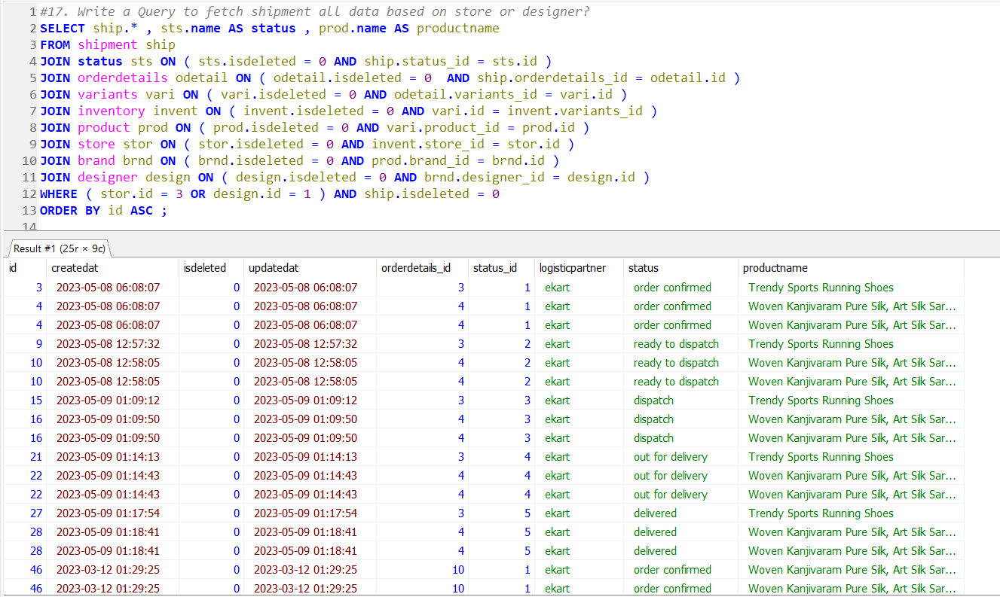 1 #17. Write a Query to fetch shipment all data based on store or designer?
2 SELECT ship.* , sts.name AS status , prod.name AS productname
3 FROM shipment ship
4 JOIN status sts ON ( sts.isdeleted = 0 AND ship.status_id = sts.id )
5 JOIN orderdetails odetail ON ( odetail.isdeleted = 0  AND ship.orderdetails_id = odetail.id )
6 JOIN variants vari ON ( vari.isdeleted = 0 AND odetail.variants_id = vari.id )
7 JOIN inventory invent ON ( invent.isdeleted = 0 AND vari.id = invent.variants_id )
8 JOIN product prod ON ( prod.isdeleted = 0 AND vari.product_id = prod.id )
9 JOIN store stor ON ( stor.isdeleted = 0 AND invent.store_id = stor.id )
10 JOIN brand brnd ON ( brnd.isdeleted = 0 AND prod.brand_id = brnd.id )
11 JOIN designer design ON ( design.isdeleted = 0 AND brnd.designer_id = design.id )
12 WHERE ( stor.id = 3 OR design.id = 1 ) AND ship.isdeleted = 0
13 ORDER BY id ASC ;
14
Result #1 (25r × 9c)
id createdat isdeleted updatedat orderdetails_id status_id logisticpartner status productname
3 2023-05-08 06:08:07 0 2023-05-08 06:08:07 3 1 ekart order confirmed Trendy Sports Running Shoes
4 2023-05-08 06:08:07 0 2023-05-08 06:08:07 4 1 ekart order confirmed Woven Kanjivaram Pure Silk, Art Silk Sar...
4 2023-05-08 06:08:07 0 2023-05-08 06:08:07 4 1 ekart order confirmed Woven Kanjivaram Pure Silk, Art Silk Sar...
9 2023-05-08 12:57:32 0 2023-05-08 12:57:32 3 2 ekart ready to dispatch Trendy Sports Running Shoes
10 2023-05-08 12:58:05 0 2023-05-08 12:58:05 4 2 ekart ready to dispatch Woven Kanjivaram Pure Silk, Art Silk Sar...
10 2023-05-08 12:58:05 0 2023-05-08 12:58:05 4 2 ekart ready to dispatch Woven Kanjivaram Pure Silk, Art Silk Sar...
15 2023-05-09 01:09:12 0 2023-05-09 01:09:12 3 3 ekart dispatch Trendy Sports Running Shoes
16 2023-05-09 01:09:50 0 2023-05-09 01:09:50 4 3 ekart dispatch Woven Kanjivaram Pure Silk, Art Silk Sar...
16 2023-05-09 01:09:50 0 2023-05-09 01:09:50 4 3 ekart dispatch Woven Kanjivaram Pure Silk, Art Silk Sar...
21 2023-05-09 01:14:13 0 2023-05-09 01:14:13 3 4 ekart out for delivery Trendy Sports Running Shoes
22 2023-05-09 01:14:43 0 2023-05-09 01:14:43 4 4 ekart out for delivery Woven Kanjivaram Pure Silk, Art Silk Sar...
22 2023-05-09 01:14:43 0 2023-05-09 01:14:43 4 4 ekart out for delivery Woven Kanjivaram Pure Silk, Art Silk Sar...
27 2023-05-09 01:17:54 0 2023-05-09 01:17:54 3 5 ekart delivered Trendy Sports Running Shoes
28 2023-05-09 01:18:41 0 2023-05-09 01:18:41 4 5 ekart delivered Woven Kanjivaram Pure Silk, Art Silk Sar...
28 2023-05-09 01:18:41 0 2023-05-09 01:18:41 4 5 ekart delivered Woven Kanjivaram Pure Silk, Art Silk Sar...
46 2023-03-12 01:29:25 0 2023-03-12 01:29:25 10 1 ekart order confirmed Woven Kanjivaram Pure Silk, Art Silk Sar...
46 2023-03-12 01:29:25 0 2023-03-12 01:29:25 10 1 ekart order confirmed Woven Kanjivaram Pure Silk, Art Silk Sar...